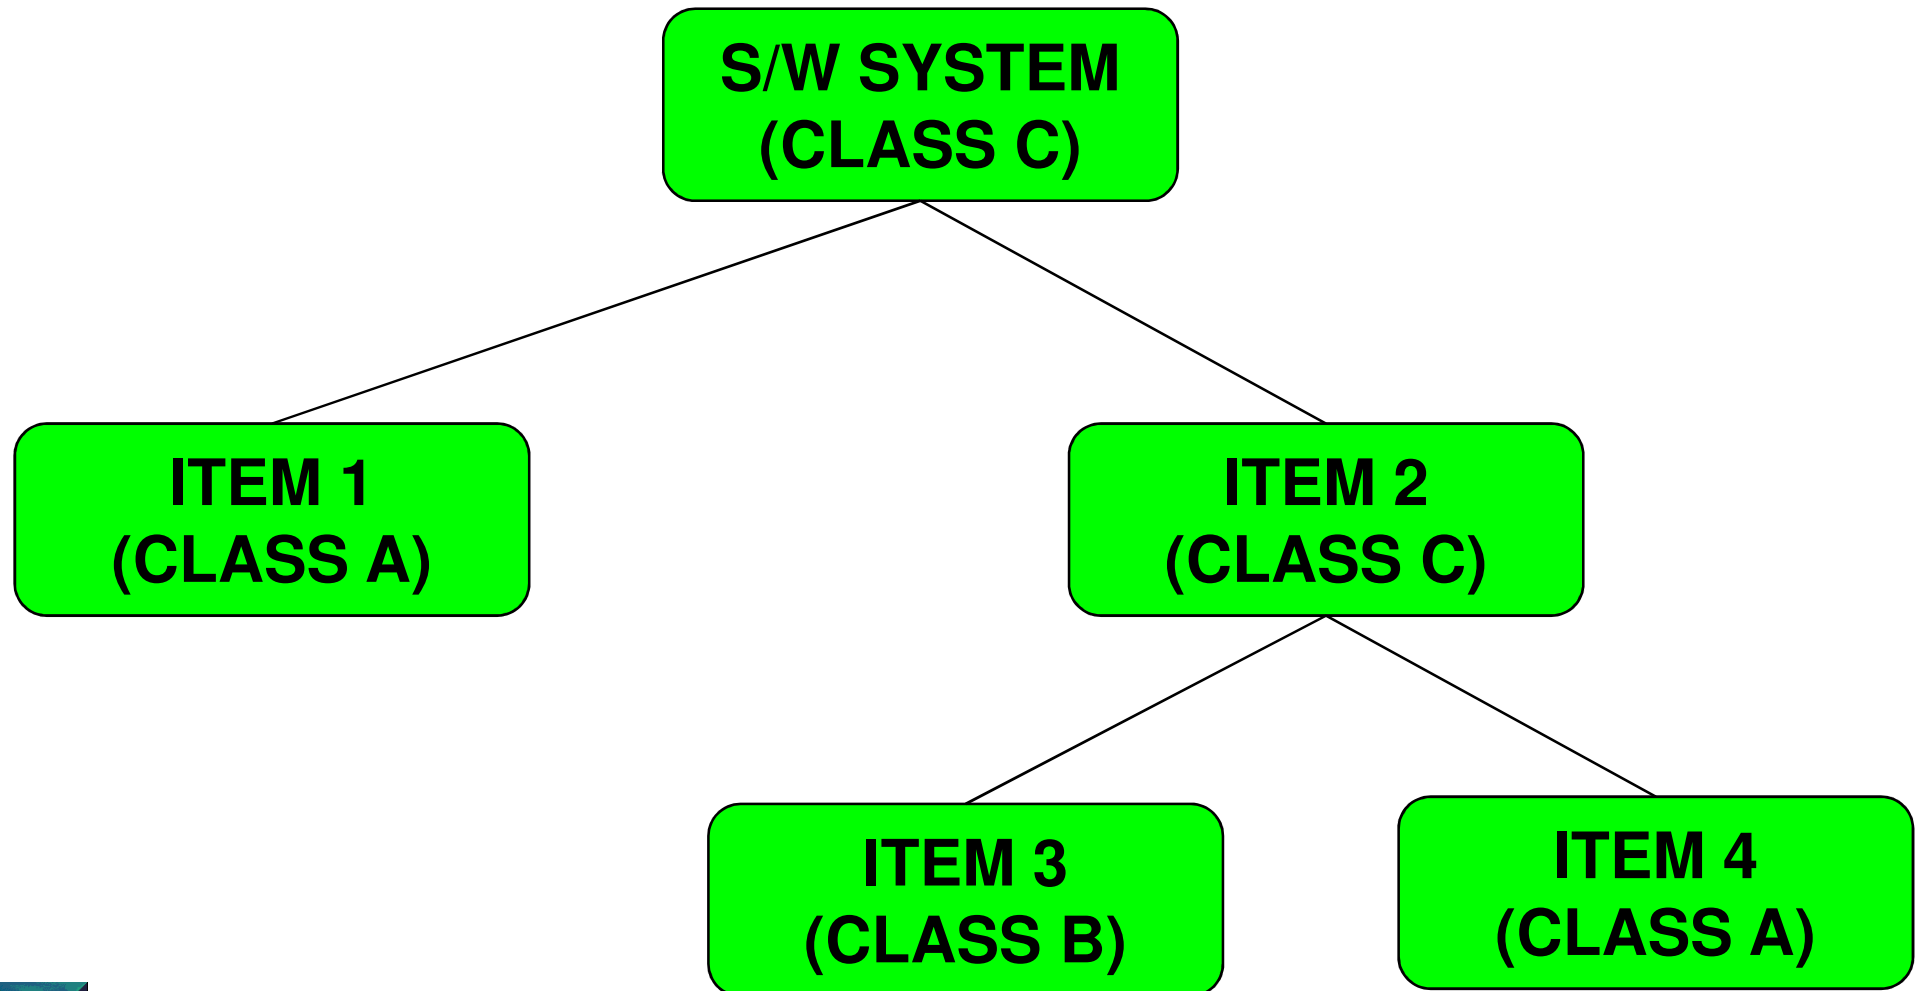 S/W SYSTEM
(CLASS C)
ITEM 1
(CLASS A)
ITEM 2
(CLASS C)
ITEM 3
(CLASS B)
ITEM 4
(CLASS A)